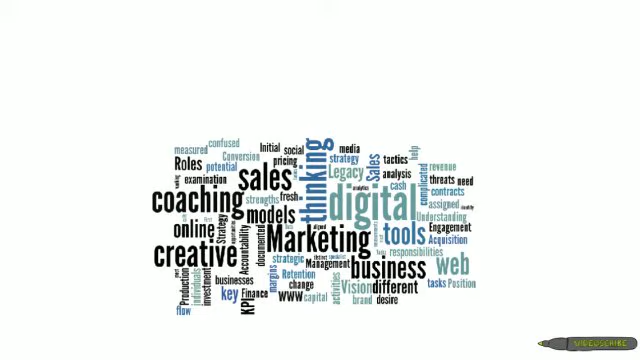 confused
measured
Initial
social
media
help
Conversion
pricing
strategy
Sales
tactics
Roles
potential
thinking
Legacy
analysis
complicated
revenue
examination
sales
cash
threats
need
coaching
strengths
fresh
digital
contracts
assigned
models
Understanding
online
Strategy
Accountability
documented
Marketing
tools
Engagement
Acquisition
creative
strategic
Management
responsibilities
business
web
Production
individuals
investment
businesses
margins
Retention
change
activities
Vision
different
tasks
Position
key
KPI
Finance
www
capital
brand
desire
flow
VIDEOSCRIBE